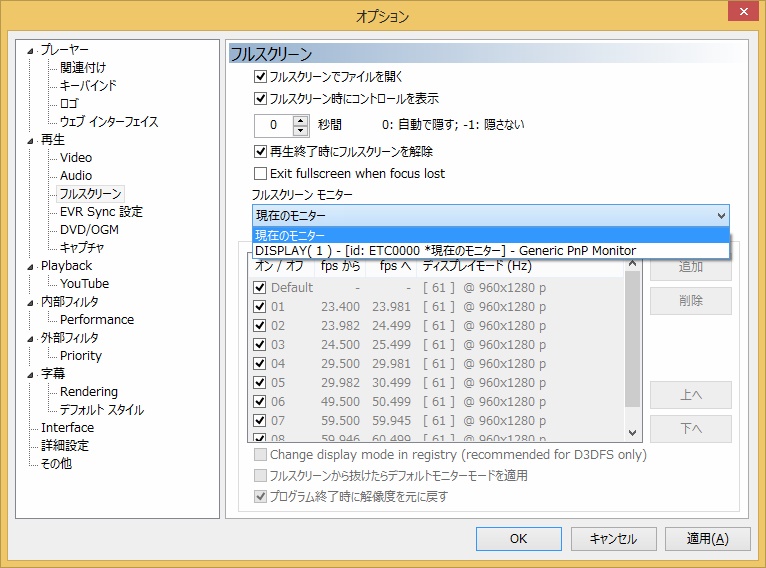 オプション
プレーヤー
関連付け
キーバインド
ロゴ
ウェブ インターフェイス
再生
Video
Audio
フルスクリーン
EVR Sync 設定
DVD/OGM
キャプチャ
Playback
YouTube
内部フィルタ
Performance
外部フィルタ
Priority
字幕
Rendering
デフォルト スタイル
Interface
詳細設定
その他
フルスクリーン
フルスクリーンでファイルを開く
フルスクリーン時にコントロールを表示
0 秒間 0: 自動で隠す; -1: 隠さない
再生終了時にフルスクリーンを解除
Exit fullscreen when focus lost
フルスクリーン モニター
現在のモニター
現在のモニター
DISPLAY( 1 ) - [id: ETC0000 *現在のモニター] - Generic PnP Monitor
オン / オフ fps から fps へ ディスプレイモード (Hz)
Default - - [ 61 ] @ 960x1280 p
01 23.400 23.981 [ 61 ] @ 960x1280 p
02 23.982 24.499 [ 61 ] @ 960x1280 p
03 24.500 25.499 [ 61 ] @ 960x1280 p
04 29.500 29.981 [ 61 ] @ 960x1280 p
05 29.982 30.499 [ 61 ] @ 960x1280 p
06 49.500 50.499 [ 61 ] @ 960x1280 p
07 59.500 59.945 [ 61 ] @ 960x1280 p
08 59.946 60.499 [ 61 ] @ 960x1280 p
追加
削除
上へ
下へ
Change display mode in registry (recommended for D3DFS only)
フルスクリーンから抜けたらデフォルトモニターモードを適用
プログラム終了時に解像度を元に戻す
OK キャンセル 適用(A)